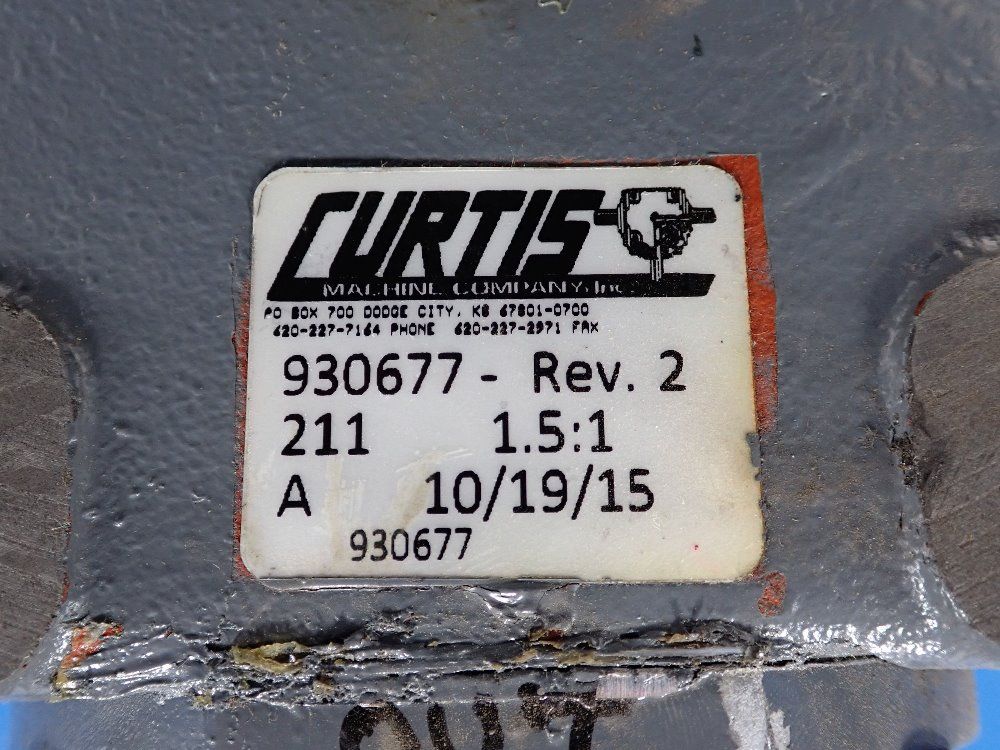 CURTIS
MACHINE COMPANY, Inc
PO BOX 700 DODGE CITY, KS 67801-0700
620-227-7164 PHONE 620-227-2971 FAX
930677 - Rev. 2
211 1.5:1
A 10/19/15
930677